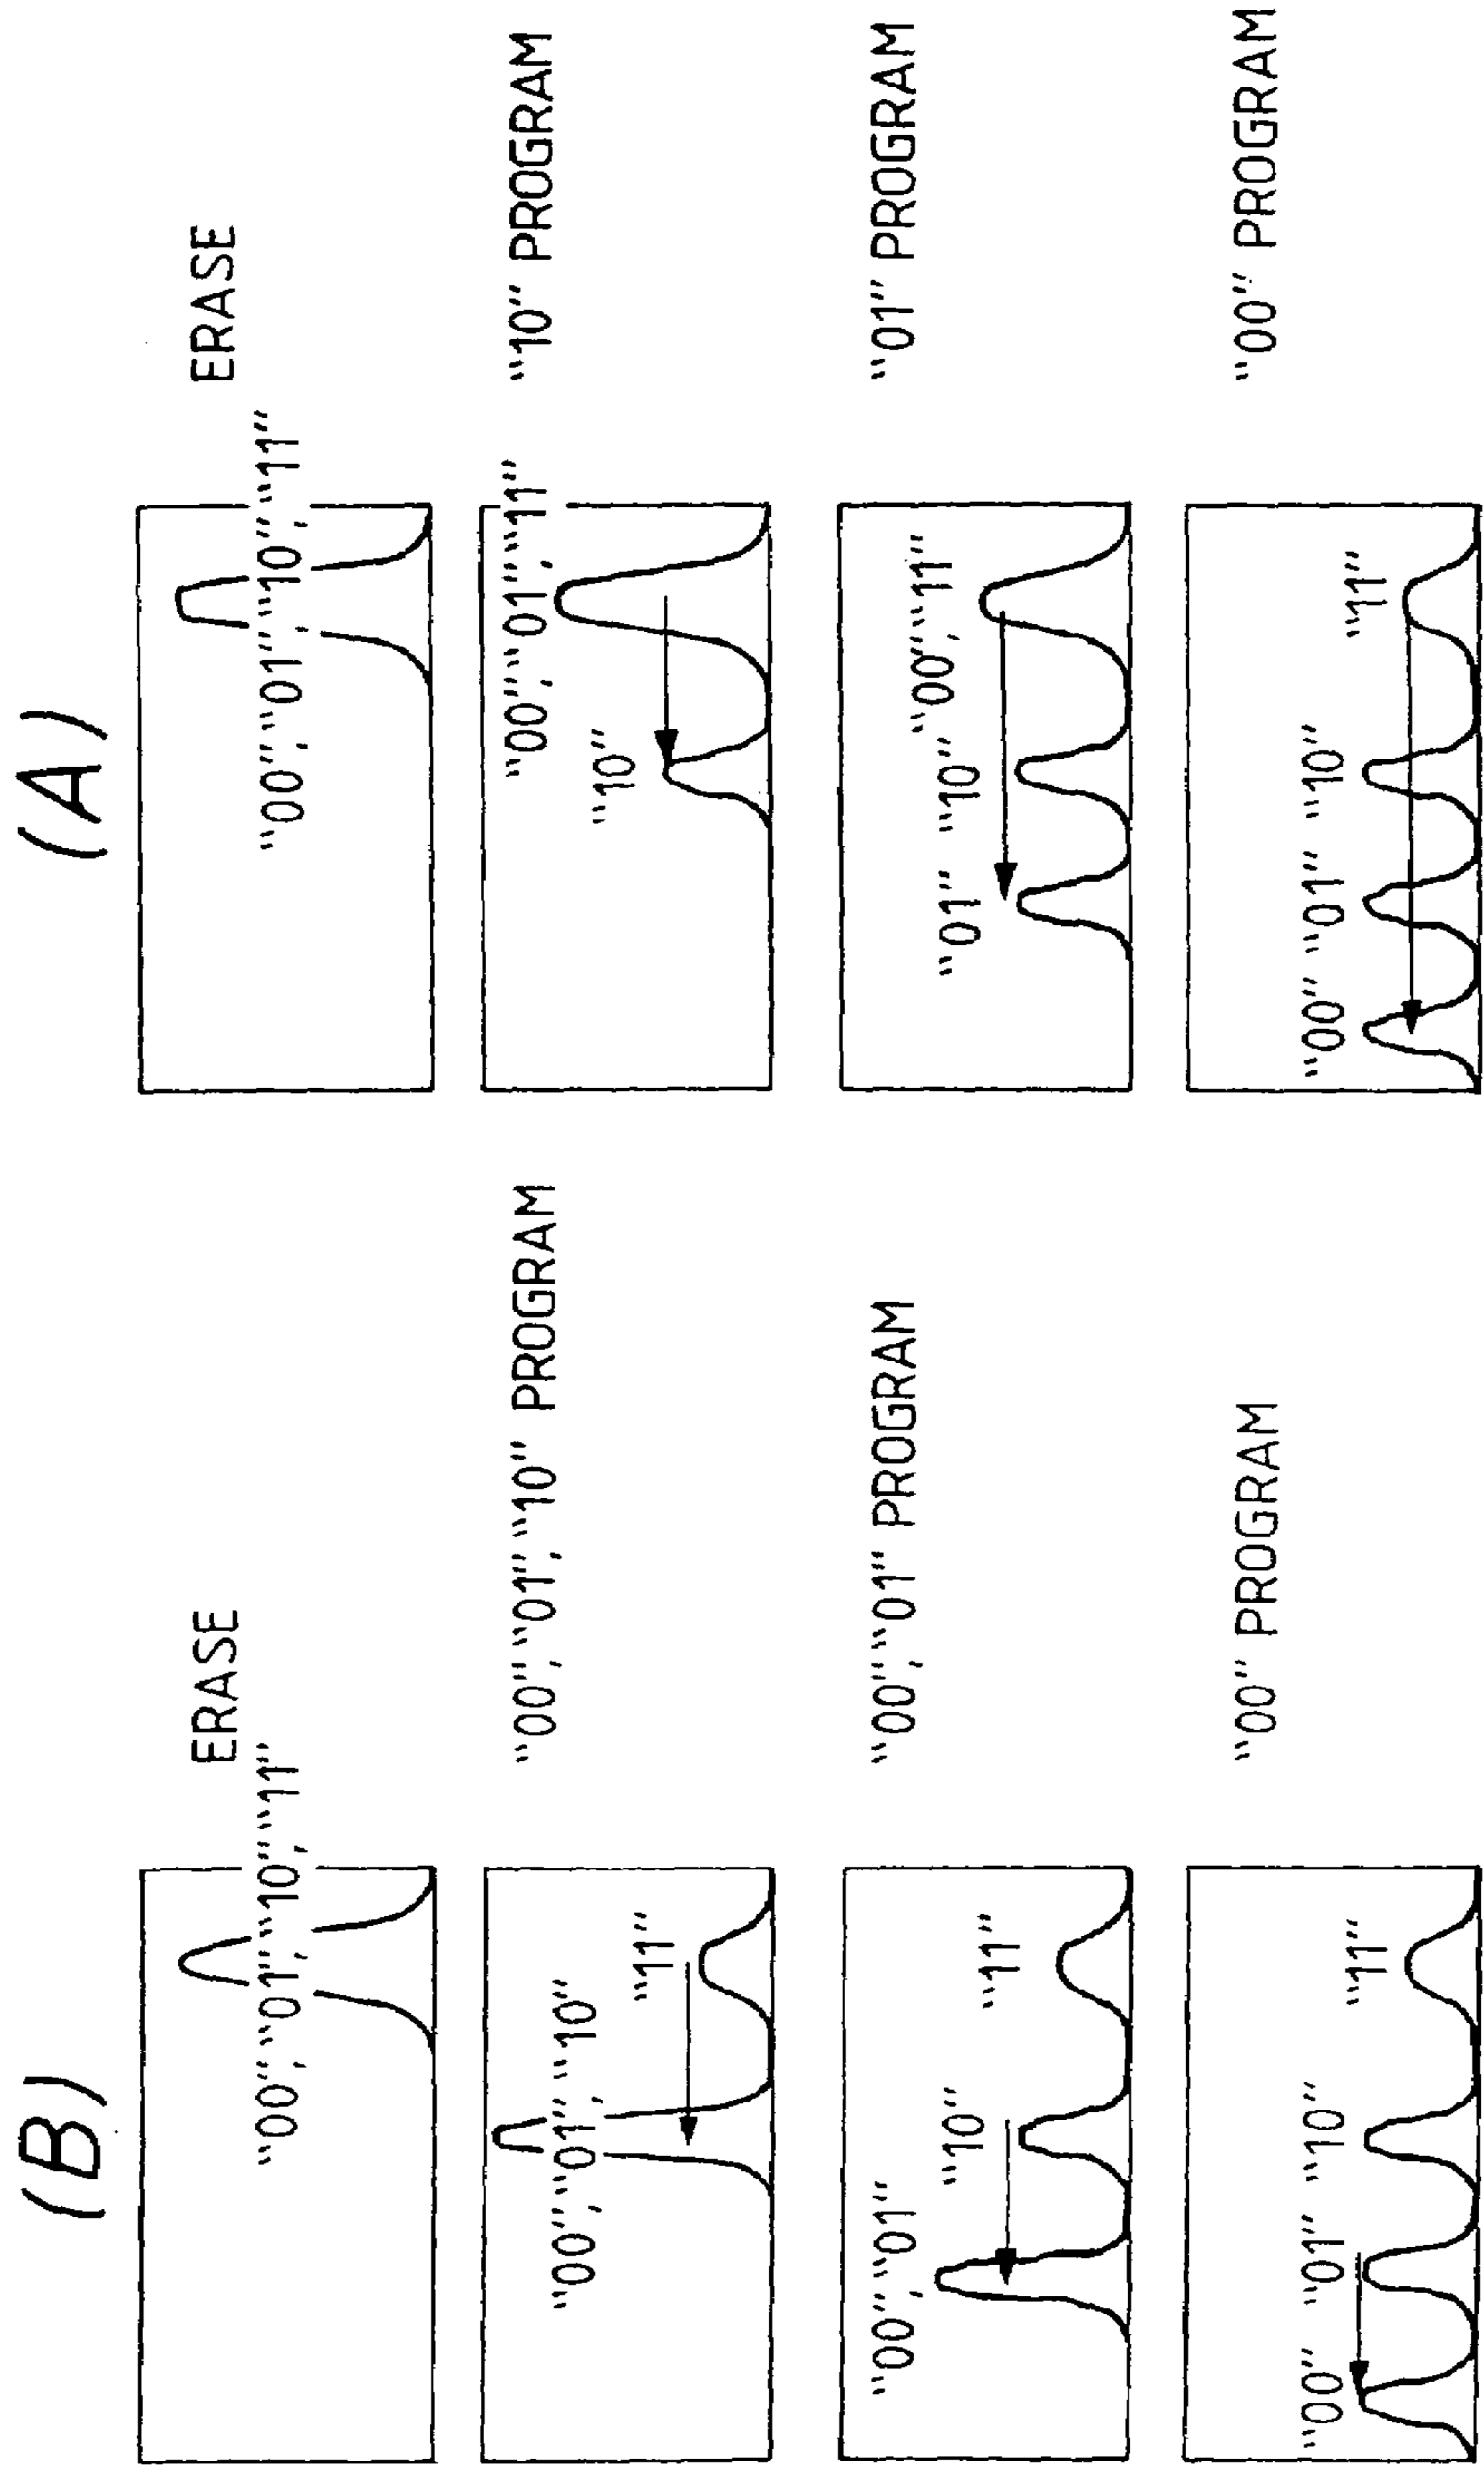 (B)
ERASE
"00","01","10","11"
"00","01","10" PROGRAM
"00","01","10"
"11"
"00","01" PROGRAM
"00","01"
"10"
"11"
"00" PROGRAM
"00" "01" "10"
"11"
(A)
ERASE
"00","01","10","11"
"10" PROGRAM
"00","01","11"
"10"
"01" PROGRAM
"00","11"
"01" "10"
"00" PROGRAM
"00" "01" "10"
"11"